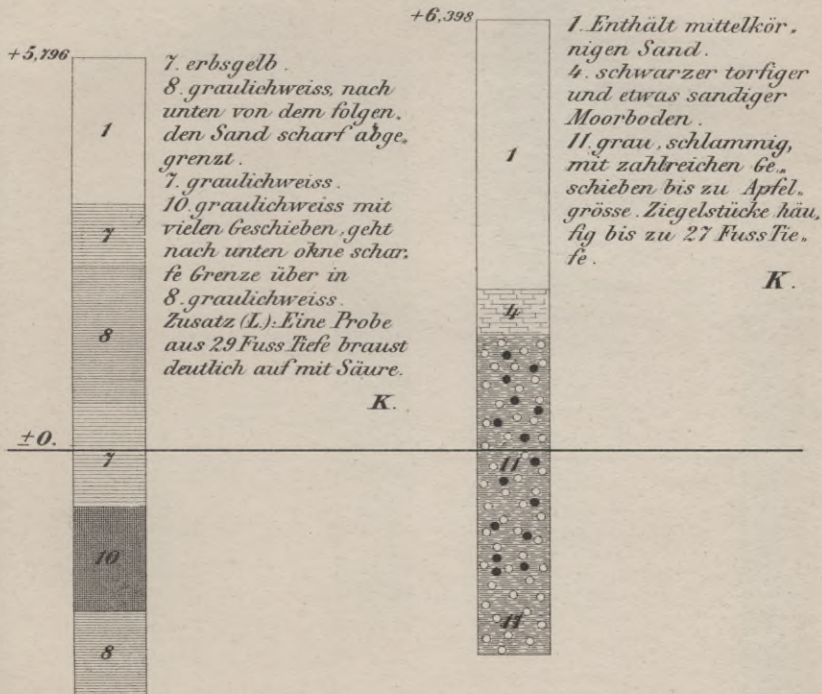 +5,796
7. erbsgelb.
8. graulichweiss, nach
unten von dem folgen-
den Sand scharf abge-
grenzt.
7. graulichweiss.
10. graulichweiss mit
vielen Geschieben, geht
nach unten ohne schar-
fe Grenze über in
8. graulichweiss.
Zusatz (L.): Eine Probe
aus 29 Fuss Tiefe braust
deutlich auf mit Säure.
K.
1
7
8
±0.
7
10
8
+6,398
1. Enthält mittelkör-
nigen Sand.
4. schwarzer torfiger
und etwas sandiger
Moorboden.
11. grau, schlammig,
mit zahlreichen Ge-
schieben bis zu Apfel-
grösse. Ziegelstücke häu-
fig bis zu 27 Fuss Tie-
fe.
K.
1
4
11
11